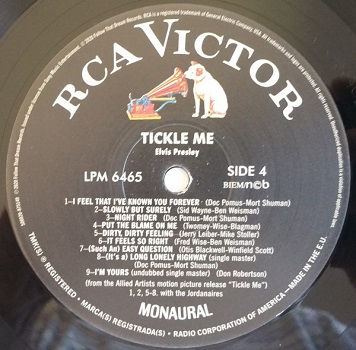 RCA VICTOR
TICKLE ME
Elvis Presley
LPM 6465
SIDE 4
BIEM/n©b
1–I FEEL THAT I'VE KNOWN YOU FOREVER (Doc Pomus-Mort Shuman)
2–SLOWLY BUT SURELY (Sid Wayne-Ben Weisman)
3–NIGHT RIDER (Doc Pomus-Mort Shuman)
4–PUT THE BLAME ON ME (Twomey-Wise-Blagman)
5–DIRTY, DIRTY FEELING (Jerry Leiber-Mike Stoller)
6–IT FEELS SO RIGHT (Fred Wise-Ben Weisman)
7–(Such An) EASY QUESTION (Otis Blackwell-Winfield Scott)
8–(It's a) LONG LONELY HIGHWAY (single master)
(Doc Pomus-Mort Shuman)
9–I'M YOURS (undubbed single master) (Don Robertson)
(from the Allied Artists motion picture release "Tickle Me")
1, 2, 5-8. with the Jordanaires
MONAURAL
TMK(S) ® REGISTERED • MARCA(S) REGISTRADA(S) • RADIO CORPORATION OF AMERICA – MADE IN THE E.U.